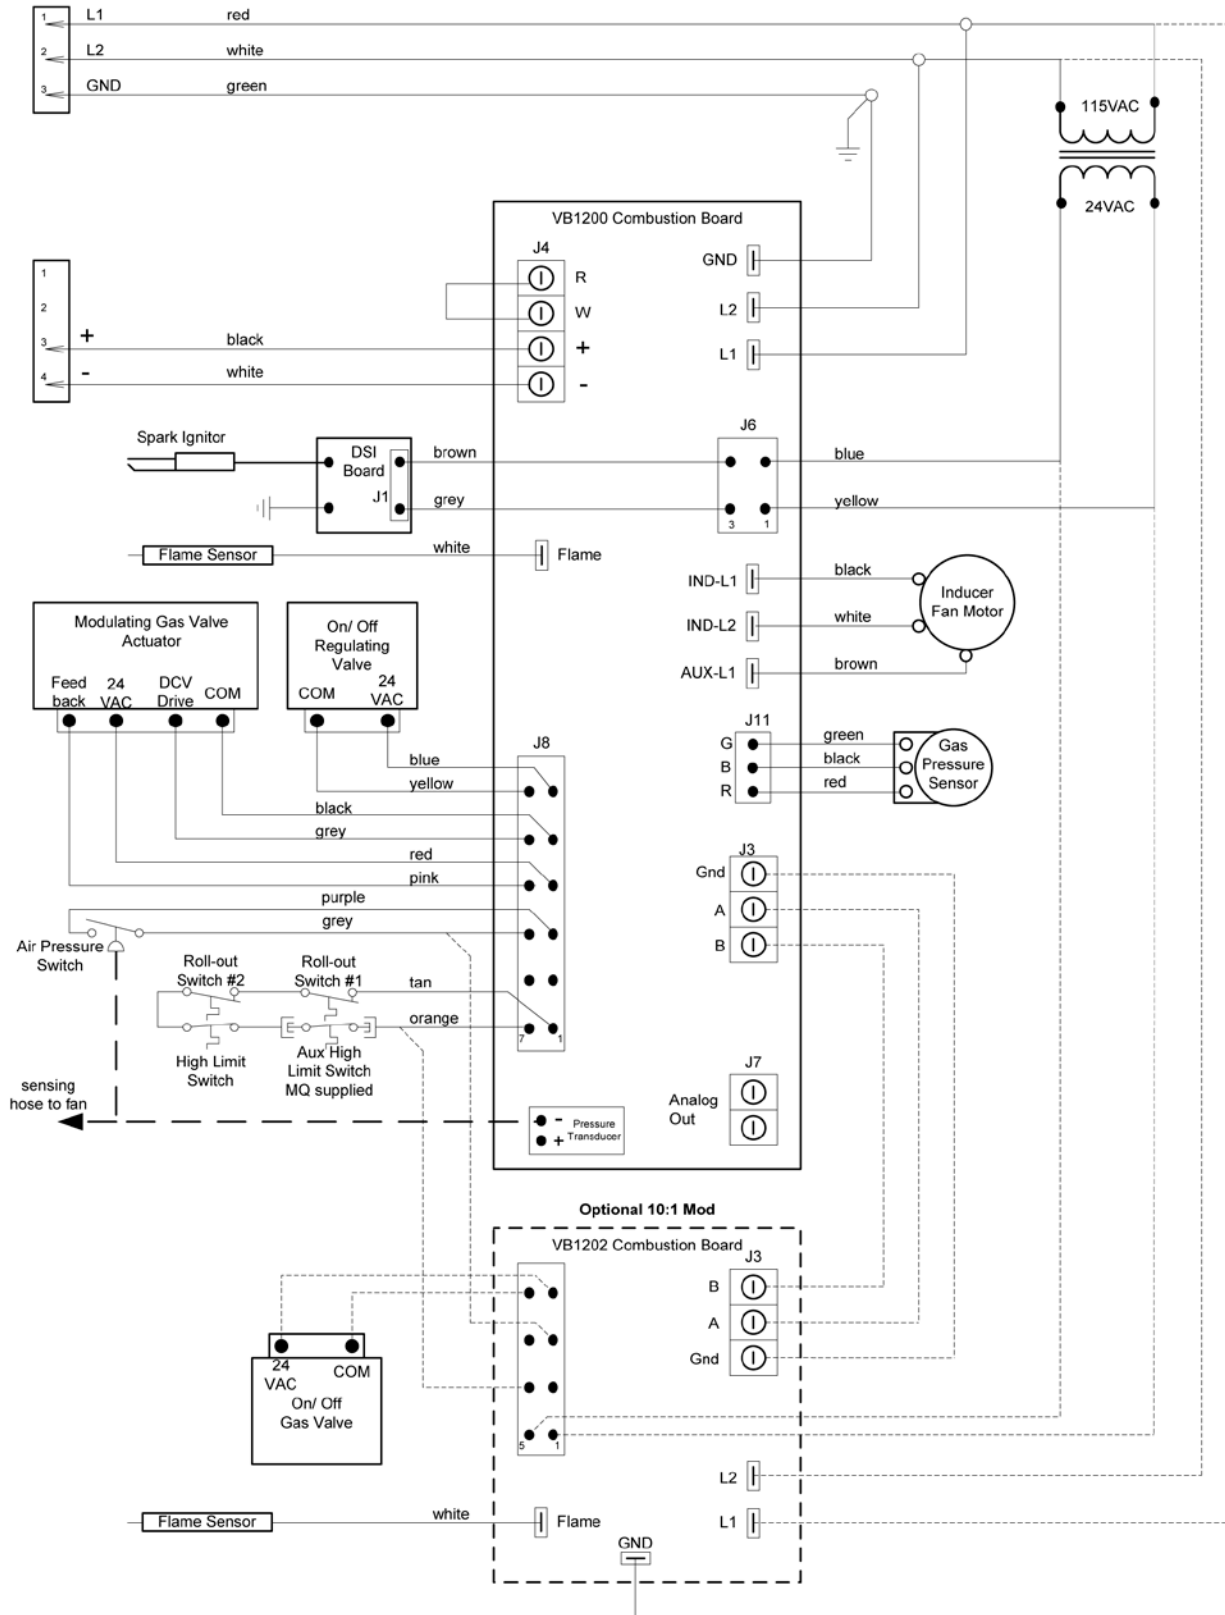 1 L1 red
2 L2 white
3 GND green
115VAC
24VAC
VB1200 Combustion Board
J4
1
2
3 + black
4 - white
R
W
+
-
GND
L2
L1
Spark Ignitor
DSI
Board
J1
brown
grey
J6
3 1
blue
yellow
Flame Sensor white Flame
IND-L1 black
IND-L2 white
AUX-L1 brown
Inducer
Fan Motor
Modulating Gas Valve
Actuator
Feed
back
24
VAC
DCV
Drive
COM
On/ Off
Regulating
Valve
COM
24
VAC
J8
blue
yellow
black
grey
red
pink
purple
grey
tan
orange
7 1
J11
G green
B black
R red
Gas
Pressure
Sensor
J3
Gnd
A
B
Air Pressure
Switch
Roll-out
Switch #2
Roll-out
Switch #1
High Limit
Switch
Aux High
Limit Switch
MQ supplied
sensing
hose to fan
-
+
Pressure
Transducer
J7
Analog
Out
Optional 10:1 Mod
VB1202 Combustion Board
J3
B
A
Gnd
5 1
24
VAC
COM
On/ Off
Gas Valve
L2
L1
Flame Sensor white Flame
GND